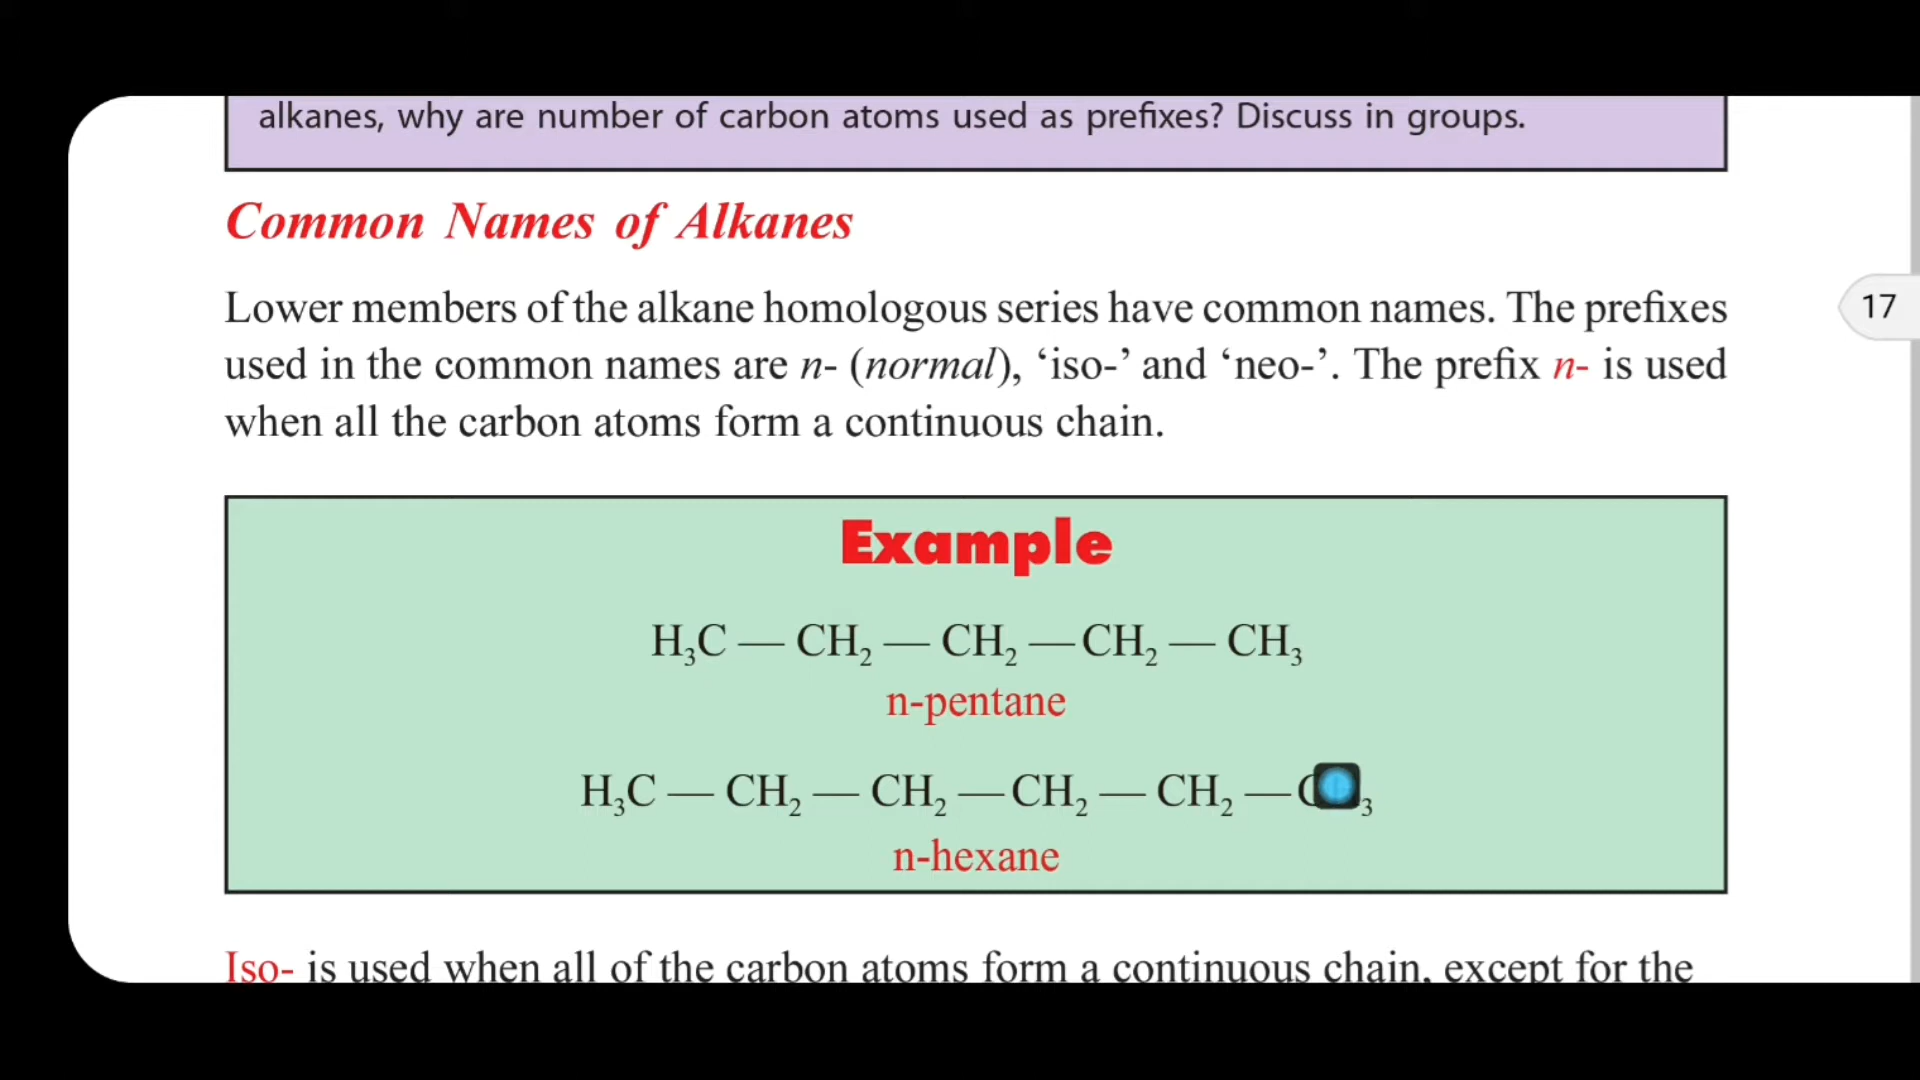 alkanes, why are number of carbon atoms used as prefixes? Discuss in groups.
Common Names of Alkanes
Lower members of the alkane homologous series have common names. The prefixes
17
used in the common names are n- (normal), ‘iso-’ and ‘neo-’. The prefix n- is used
when all the carbon atoms form a continuous chain.
Example
H₃C — CH₂ — CH₂ — CH₂ — CH₃
n-pentane
H₃C — CH₂ — CH₂ — CH₂ — CH₂ —
n-hexane
Iso- is used when all of the carbon atoms form a continuous chain, except for the